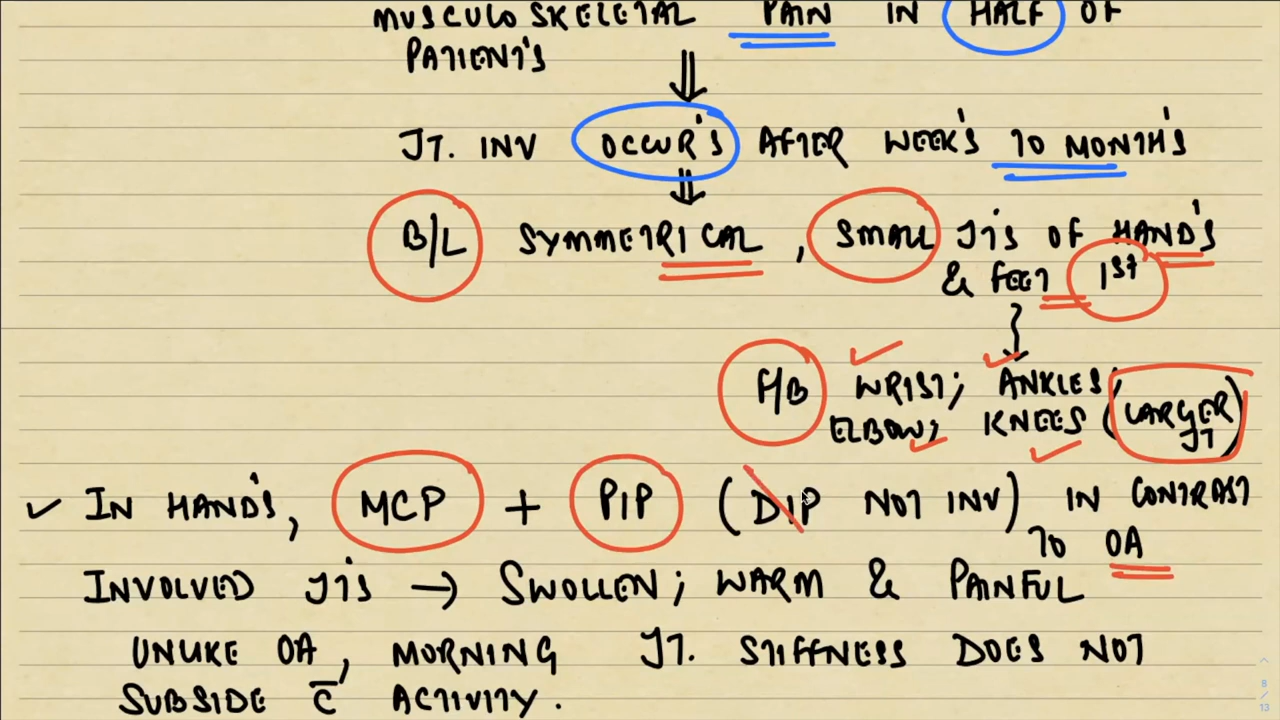 MUSCULOSKELETAL PAIN IN HALF OF
PATIENT'S
JT. INV OCCUR'S AFTER WEEK'S TO MONTH'S
B/L SYMMETRICAL, SMALL JTS OF HAND'S
& FEET 1st
F/B WRIST; ANKLES;
ELBOW; KNEES (LARGER JT)
✓ IN HAND'S, MCP + PIP (DIP NOT INV) IN CONTRAST
TO OA
INVOLVED JTS → SWOLLEN; WARM & PAINFUL
UNLIKE OA, MORNING JT. STIFFNESS DOES NOT
SUBSIDE c̅ ACTIVITY.
8
/
13